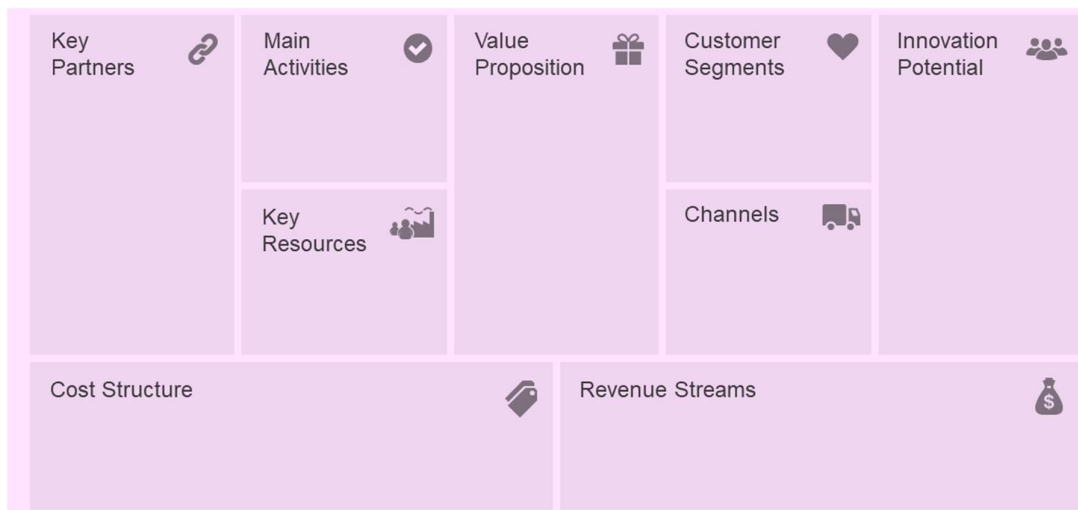 Key
Partners
Main
Activities
Value
Proposition
Customer
Segments
Innovation
Potential
Key
Resources
Channels
Cost Structure
Revenue Streams
$